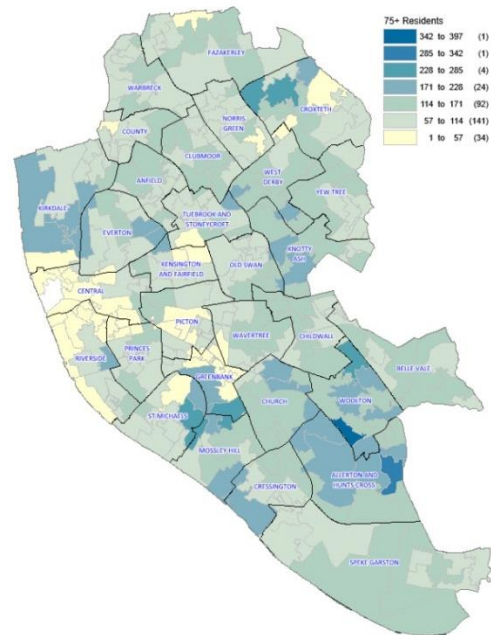 75+ Residents
342 to 397 (1)
285 to 342 (1)
228 to 285 (4)
171 to 228 (24)
114 to 171 (92)
57 to 114 (141)
1 to 57 (34)
FAZAKERLEY
WARBRECK
CROXTETH
NORRIS
GREEN
COUNTY
CLUBMOOR
WEST
DERBY
ANFIELD
YEW TREE
KIRKDALE
TUEBROOK AND
STONEYCROFT
EVERTON
KNOTTY
ASH
KENSINGTON
AND FAIRFIELD
OLD SWAN
CENTRAL
PICTON
WAVERTREE
CHILDWALL
RIVERSIDE
PRINCES
PARK
BELLE VALE
GREENBANK
CHURCH
WOOLTON
ST MICHAELS
MOSSLEY HILL
ALLERTON AND
HUNTS CROSS
CRESSINGTON
SPEKE GARSTON